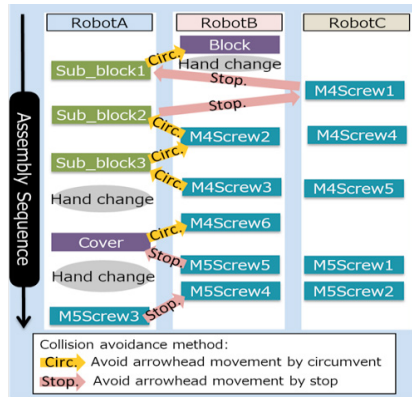 RobotA RobotB RobotC
Circ. Block
Hand change
Sub_block1
Stop.
M4Screw1
Stop.
Sub_block2
Circ.
M4Screw2 M4Screw4
Circ.
Sub_block3
Circ.
M4Screw3 M4Screw5
Hand change
M4Screw6
Circ.
Cover
Stop. M5Screw5 M5Screw1
Hand change
M5Screw4 M5Screw2
Stop.
M5Screw3
Assembly Sequence
Collision avoidance method:
Circ. Avoid arrowhead movement by circumvent
Stop. Avoid arrowhead movement by stop